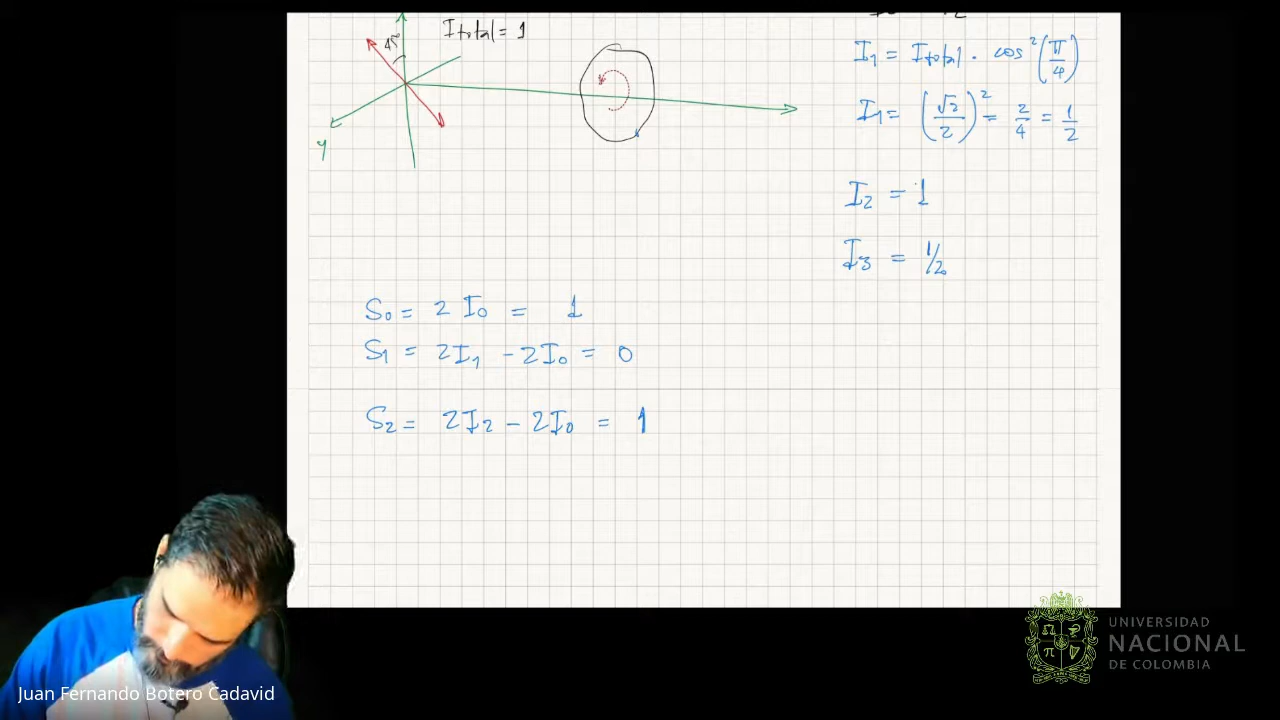 45°
I total = 1
y
I₁ = I total · cos²(π/4)
I₁ = (√2/2)² = 2/4 = 1/2
I₂ = 1
I₃ = 1/2
S₀ = 2 I₀ = 1
S₁ = 2I₁ - 2I₀ = 0
S₂ = 2I₂ - 2I₀ = 1
Juan Fernando Botero Cadavid
UNIVERSIDAD
NACIONAL
DE COLOMBIA